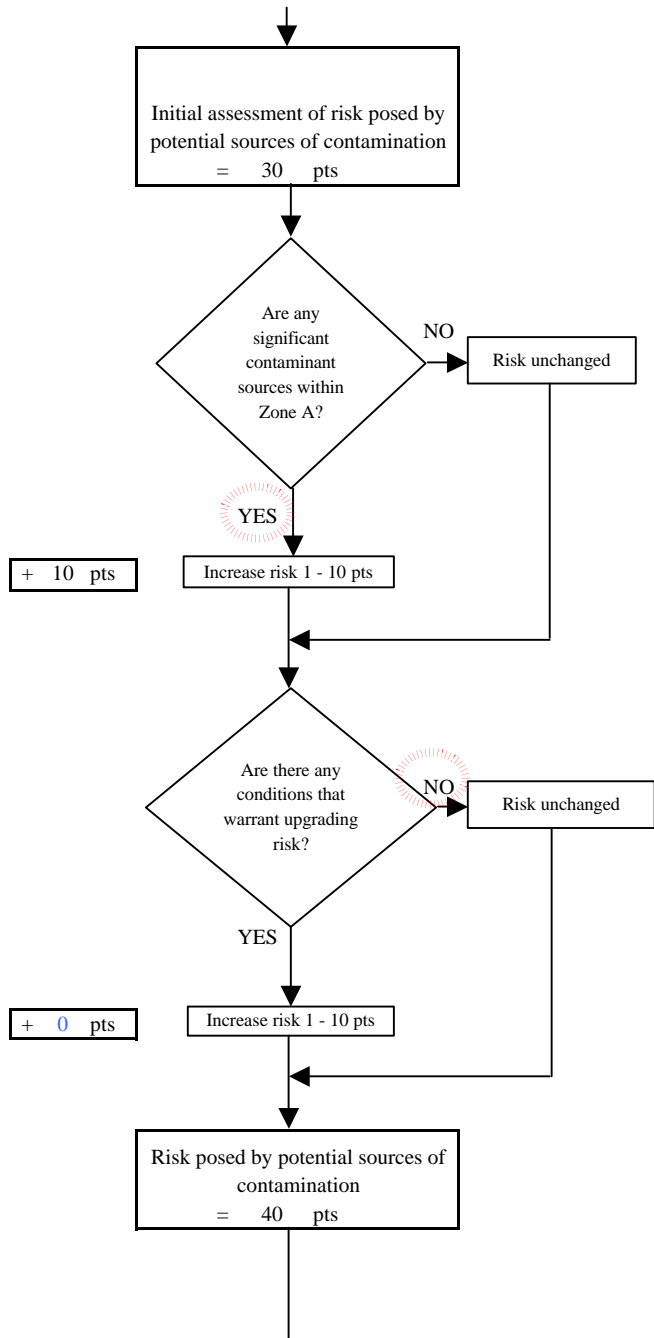 Initial assessment of risk posed by
potential sources of contamination
= 30 pts
Are any
significant
contaminant
sources within
Zone A?
NO
Risk unchanged
YES
+ 10 pts
Increase risk 1 - 10 pts
Are there any
conditions that
warrant upgrading
risk?
NO
Risk unchanged
YES
+ 0 pts
Increase risk 1 - 10 pts
Risk posed by potential sources of
contamination
= 40 pts